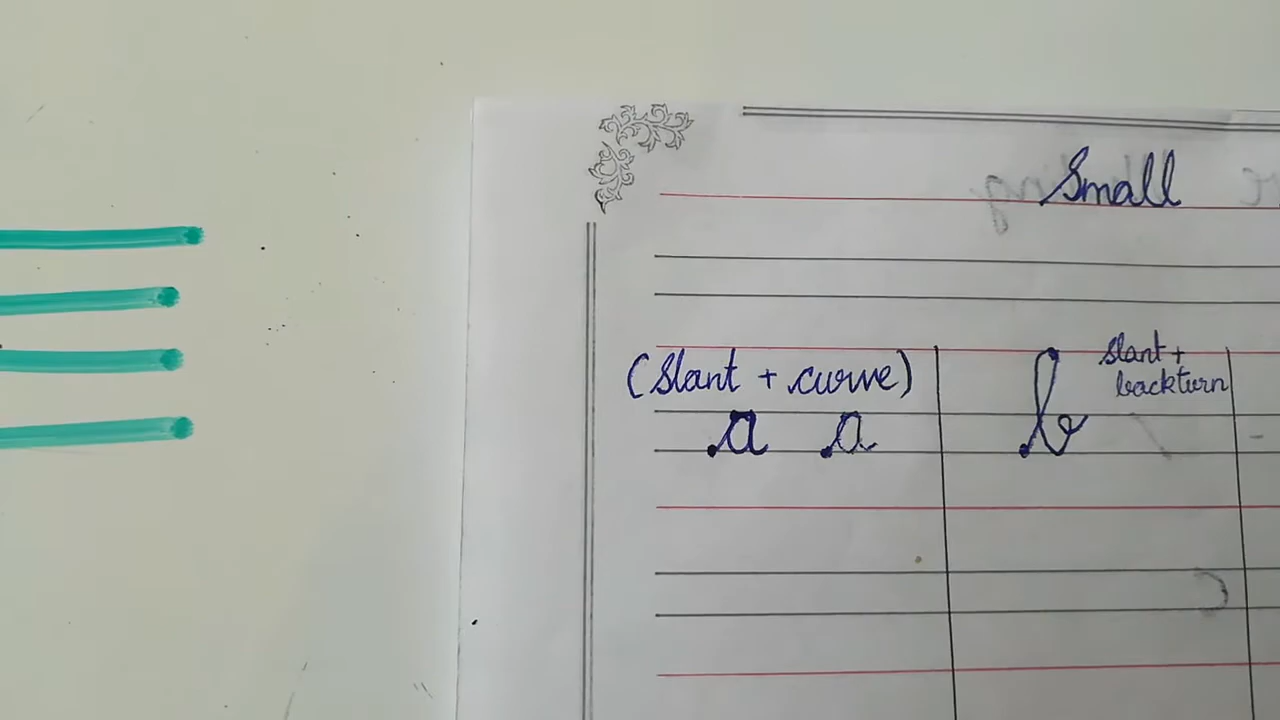 Small
(Slant + curve)
a a
b
slant +
backturn